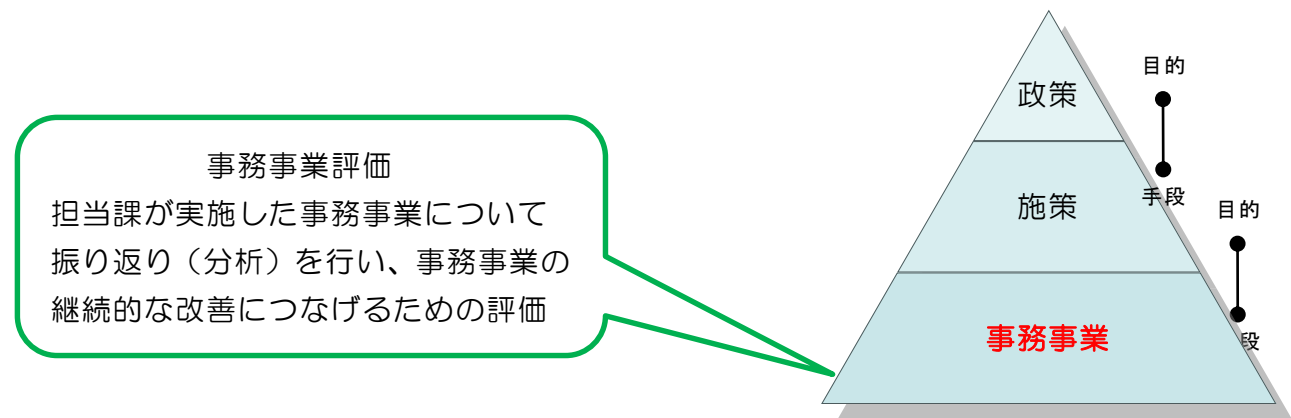 事務事業評価
担当課が実施した事務事業について
振り返り（分析）を行い、事務事業の
継続的な改善につなげるための評価
政策
施策
事務事業
目的
手段
目的
段